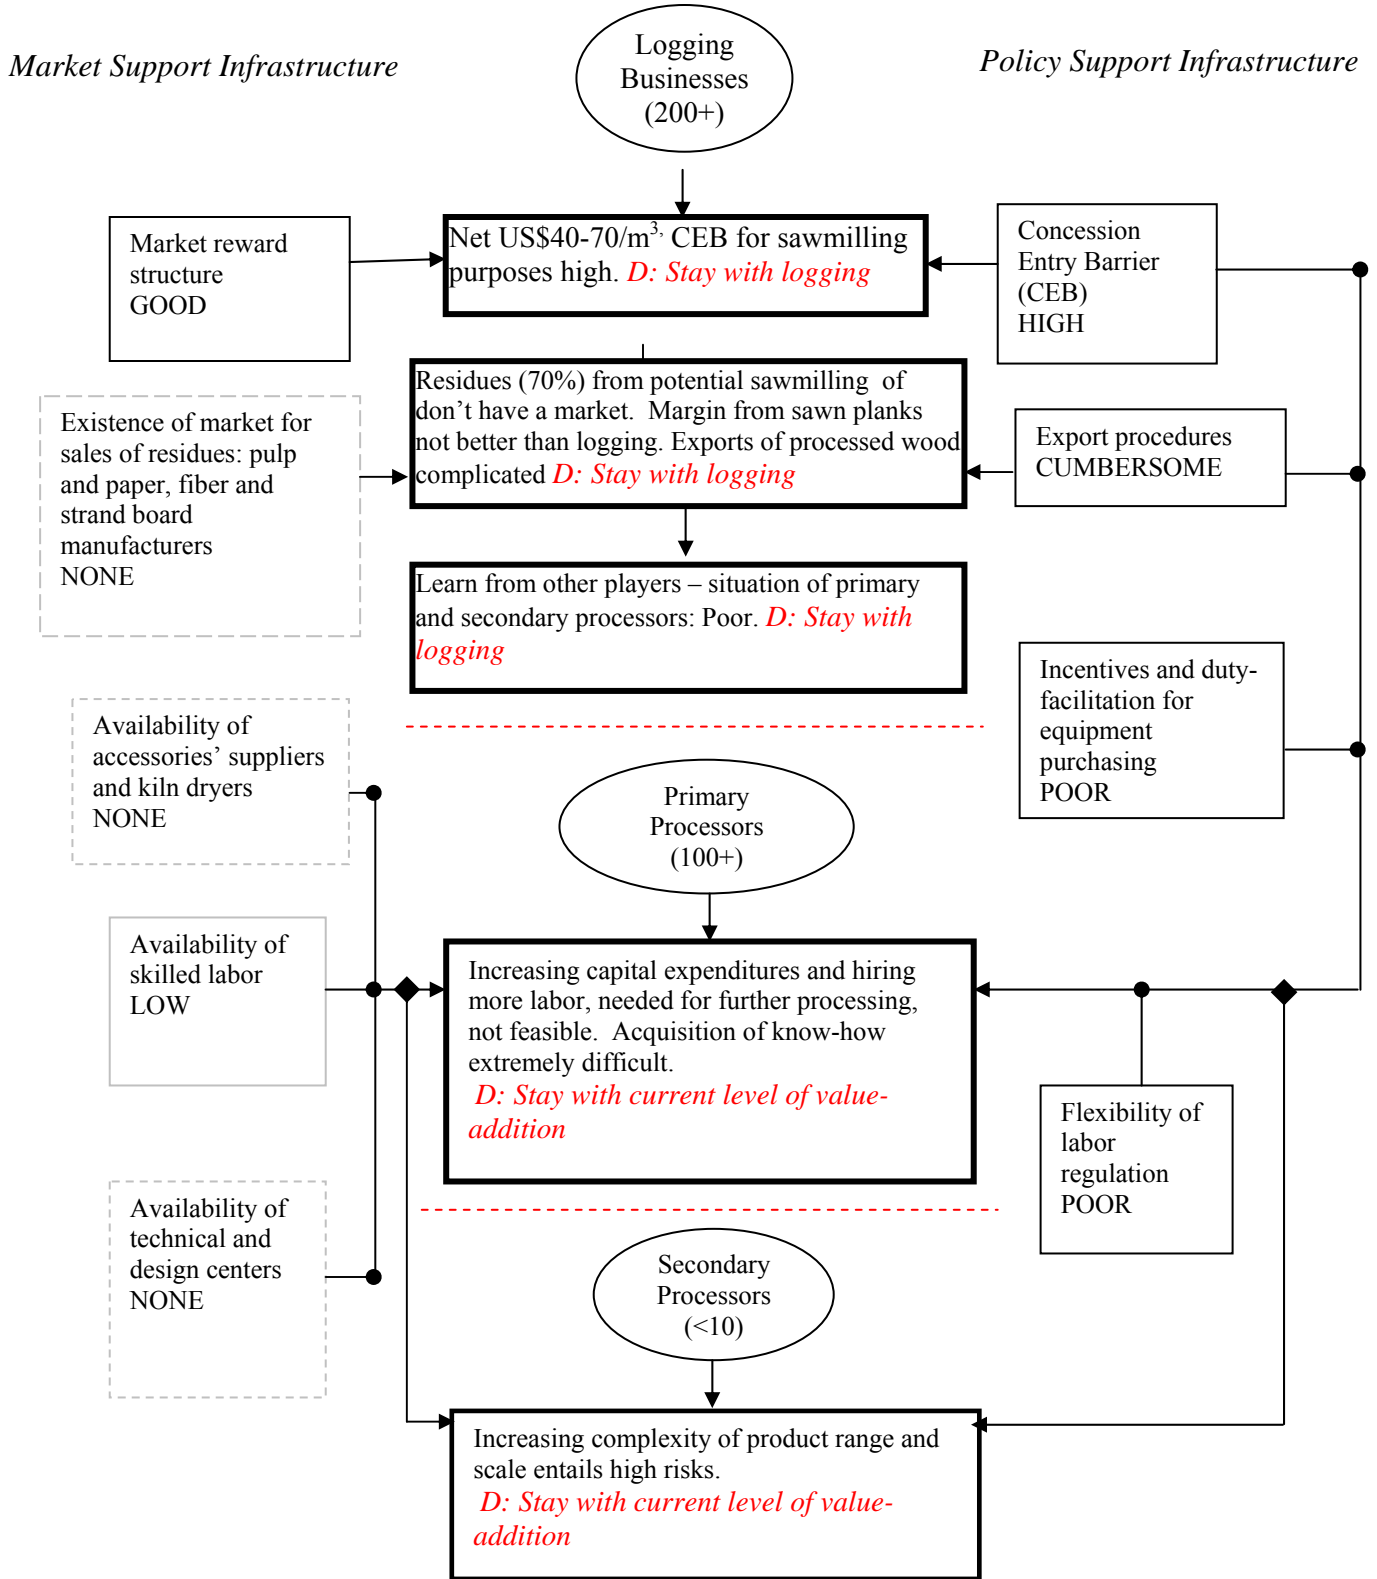 Market Support Infrastructure
Logging
Businesses
(200+)
Policy Support Infrastructure
Market reward
structure
GOOD
Net US$40-70/m³, CEB for sawmilling
purposes high. D: Stay with logging
Concession
Entry Barrier
(CEB)
HIGH
Existence of market for
sales of residues: pulp
and paper, fiber and
strand board
manufacturers
NONE
Residues (70%) from potential sawmilling of
don’t have a market. Margin from sawn planks
not better than logging. Exports of processed wood
complicated D: Stay with logging
Export procedures
CUMBERSOME
Learn from other players – situation of primary
and secondary processors: Poor. D: Stay with
logging
Incentives and duty-
facilitation for
equipment
purchasing
POOR
Availability of
accessories’ suppliers
and kiln dryers
NONE
Primary
Processors
(100+)
Availability of
skilled labor
LOW
Increasing capital expenditures and hiring
more labor, needed for further processing,
not feasible. Acquisition of know-how
extremely difficult.
D: Stay with current level of value-
addition
Flexibility of
labor
regulation
POOR
Availability of
technical and
design centers
NONE
Secondary
Processors
(<10)
Increasing complexity of product range and
scale entails high risks.
D: Stay with current level of value-
addition